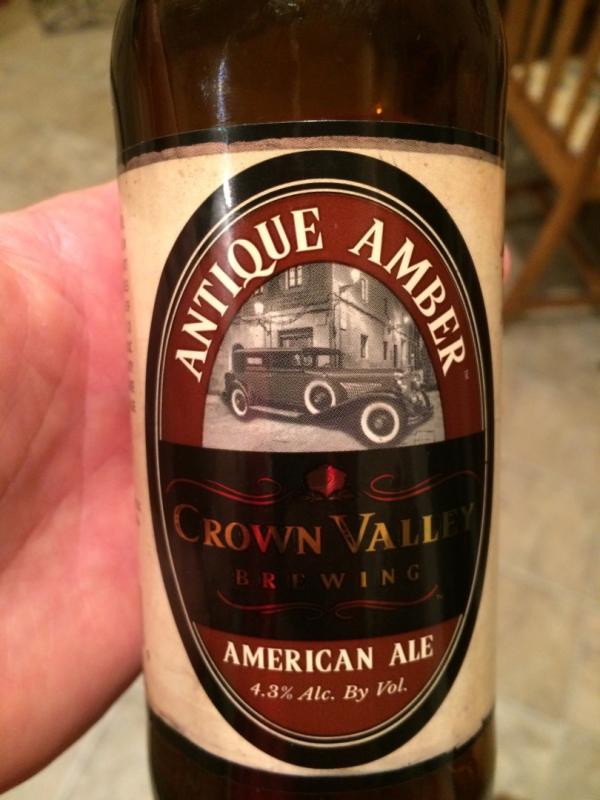 ANTIQUE AMBER
CROWN VALLEY
BREWING
AMERICAN ALE
4.3% Alc. By Vol.